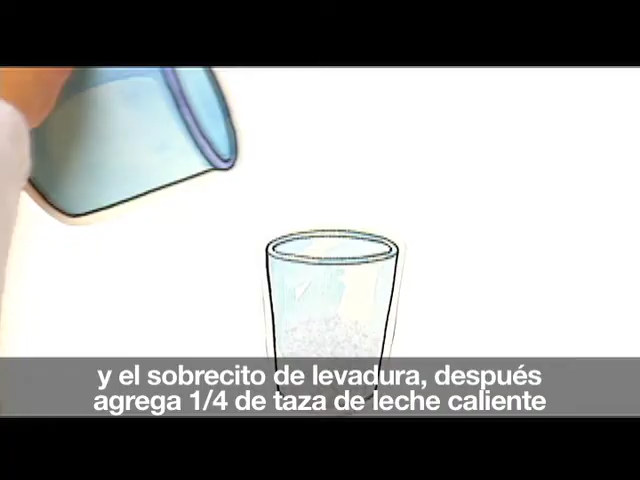 y el sobrecito de levadura, después
agrega 1/4 de taza de leche caliente